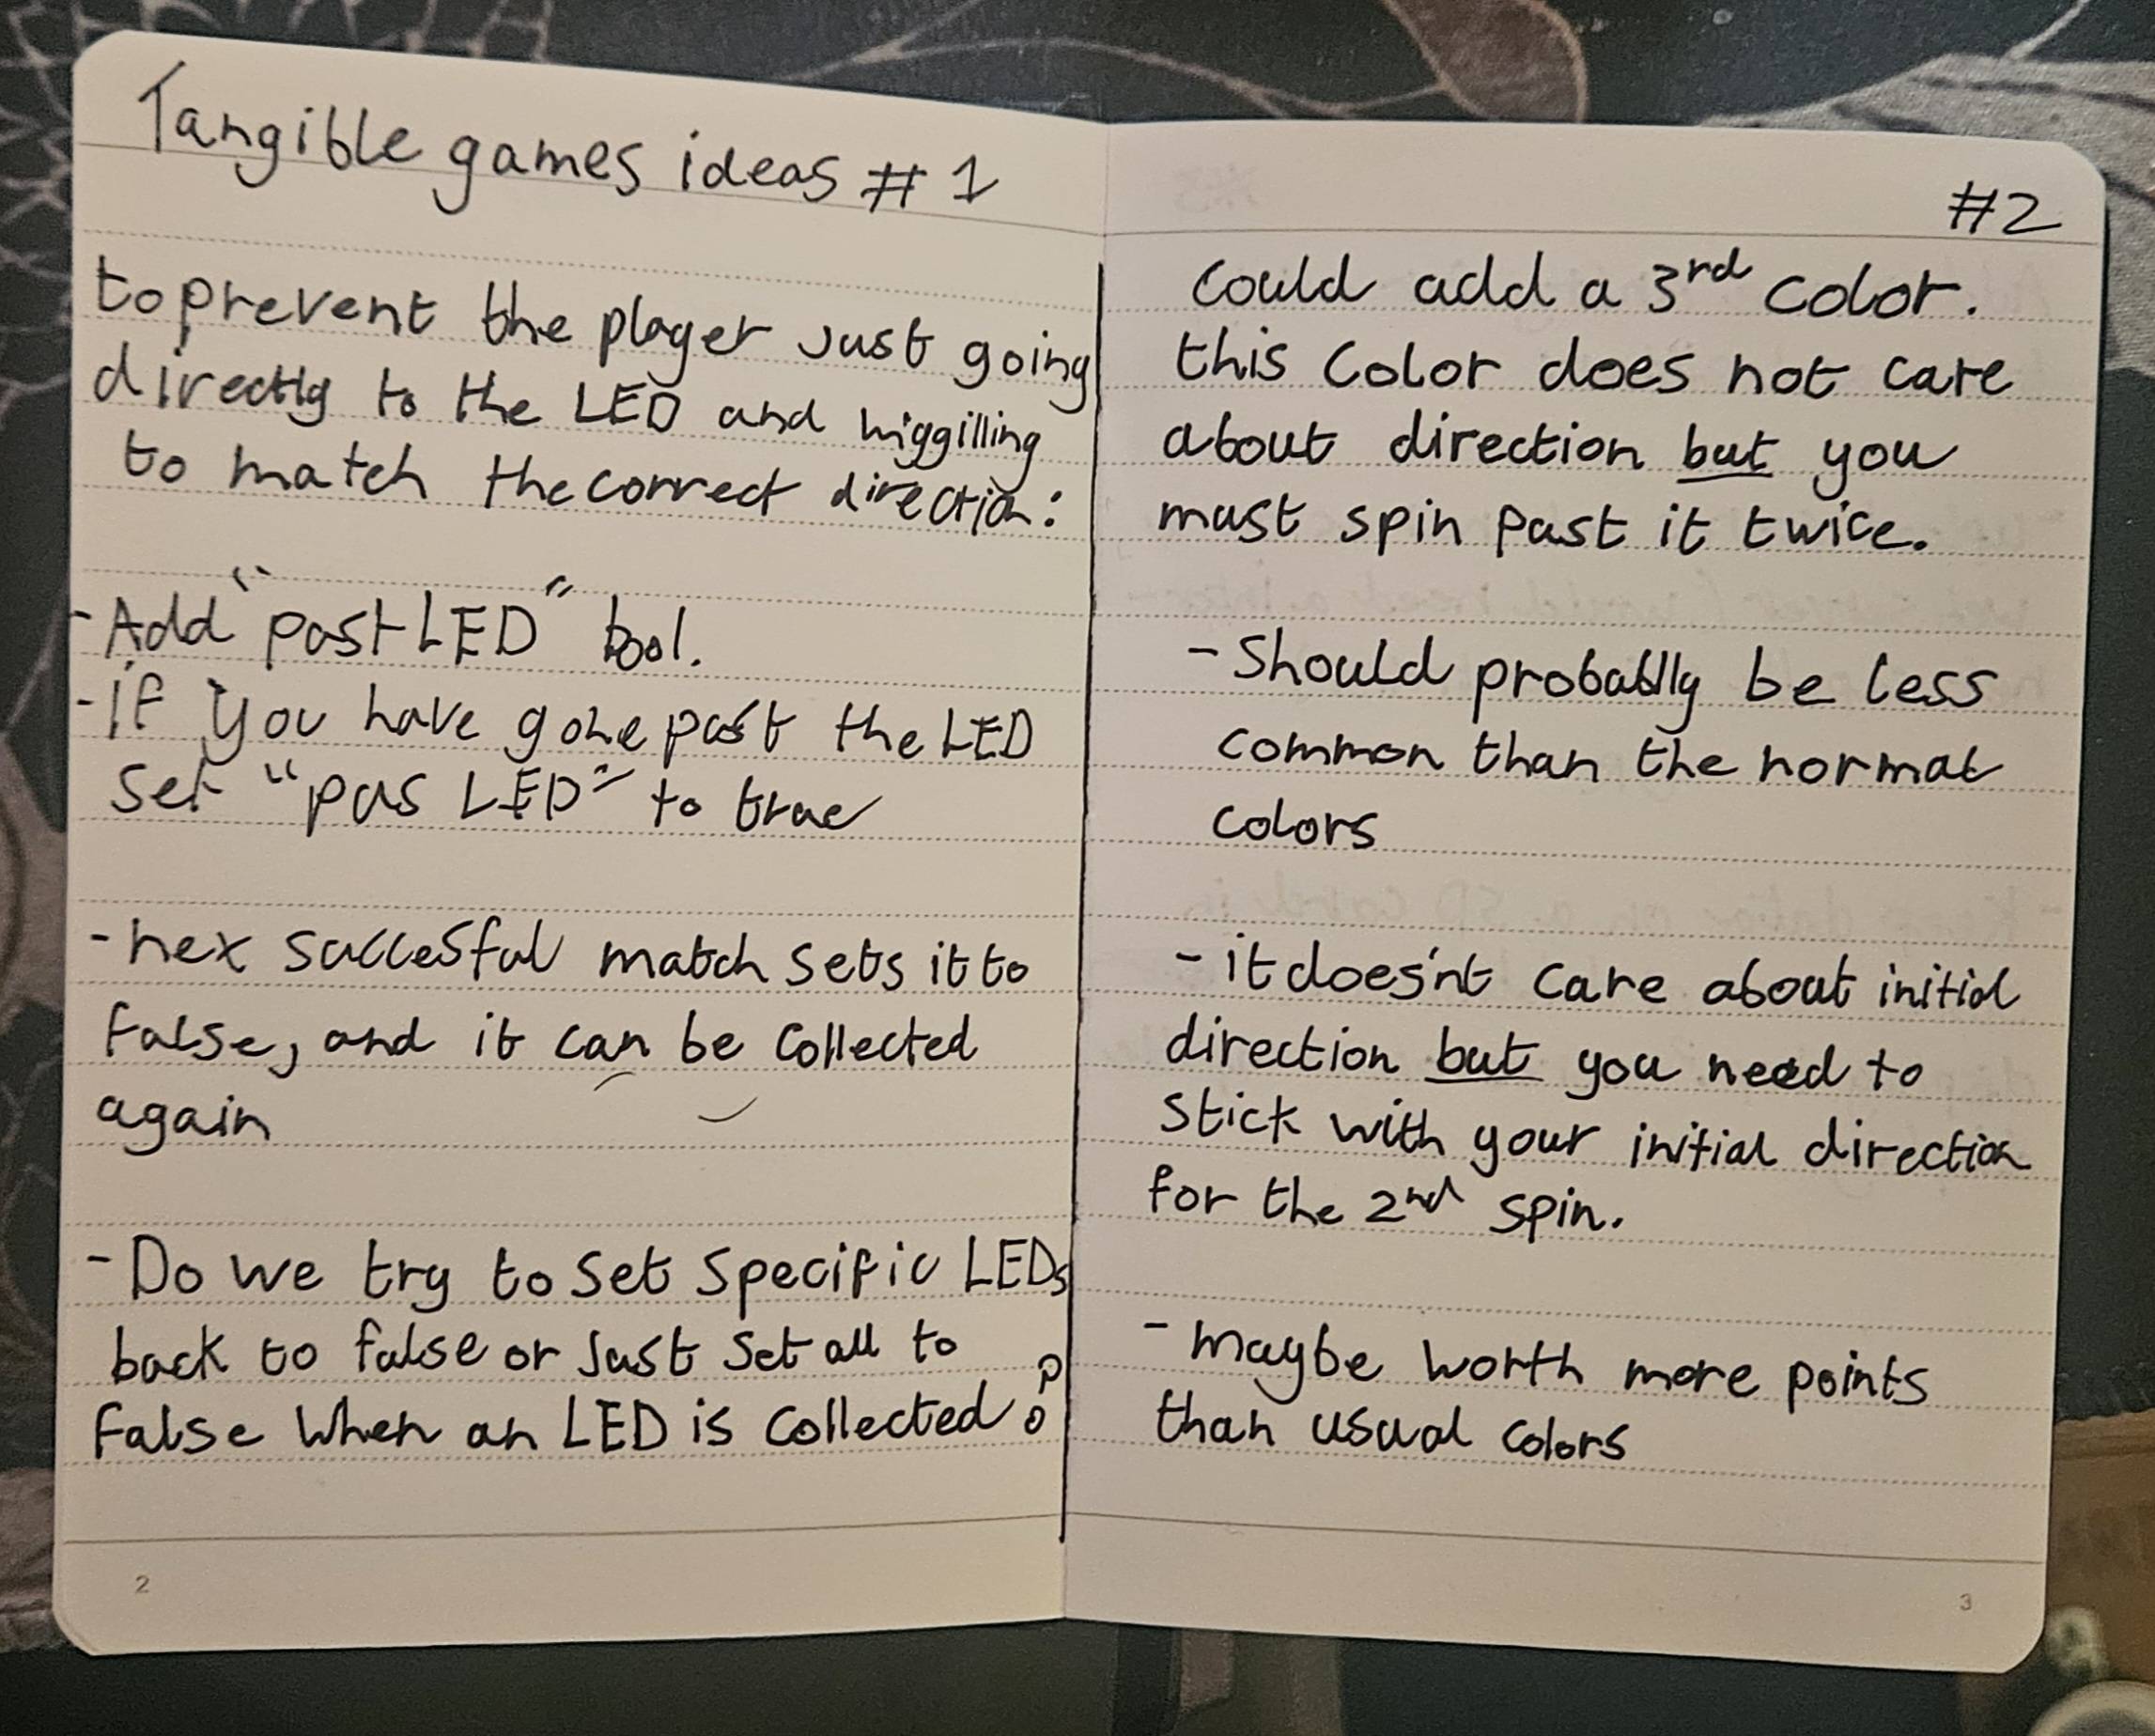 Tangible games ideas #1
to prevent the player just going
directly to the LED and wiggilling
to match the correct direction:
- Add "pastLED" bool.
- if you have gone past the LED
set "pas LED" to true
- nex succesful match sets it to
false, and it can be collected
again
- Do we try to set specific LEDs
back to false or just set all to
false when an LED is collected?
2
#2
Could add a 3rd color.
this color does not care
about direction but you
must spin past it twice.
- Should probablly be less
common than the normal
colors
- it does'nt care about initial
direction but you need to
stick with your initial direction
for the 2nd spin.
- maybe worth more points
than usual colors
3